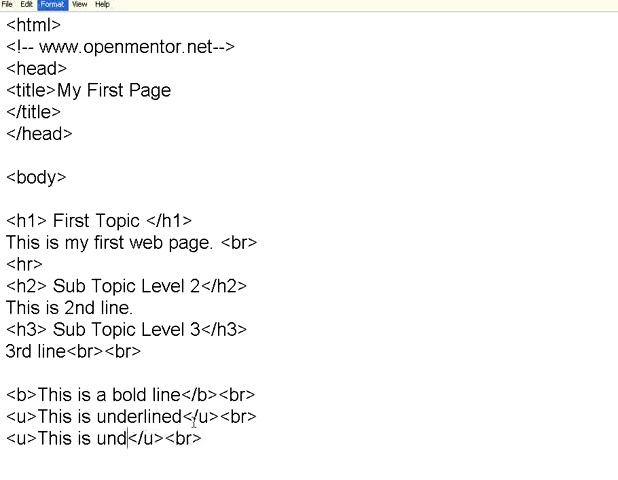 File Edit Format View Help
<html>
<!-- www.openmentor.net-->
<head>
<title>My First Page
</title>
</head>
<body>
<h1> First Topic </h1>
This is my first web page. <br>
<hr>
<h2> Sub Topic Level 2</h2>
This is 2nd line.
<h3> Sub Topic Level 3</h3>
3rd line<br><br>
<b>This is a bold line</b><br>
<u>This is underlined</u><br>
<u>This is und</u><br>